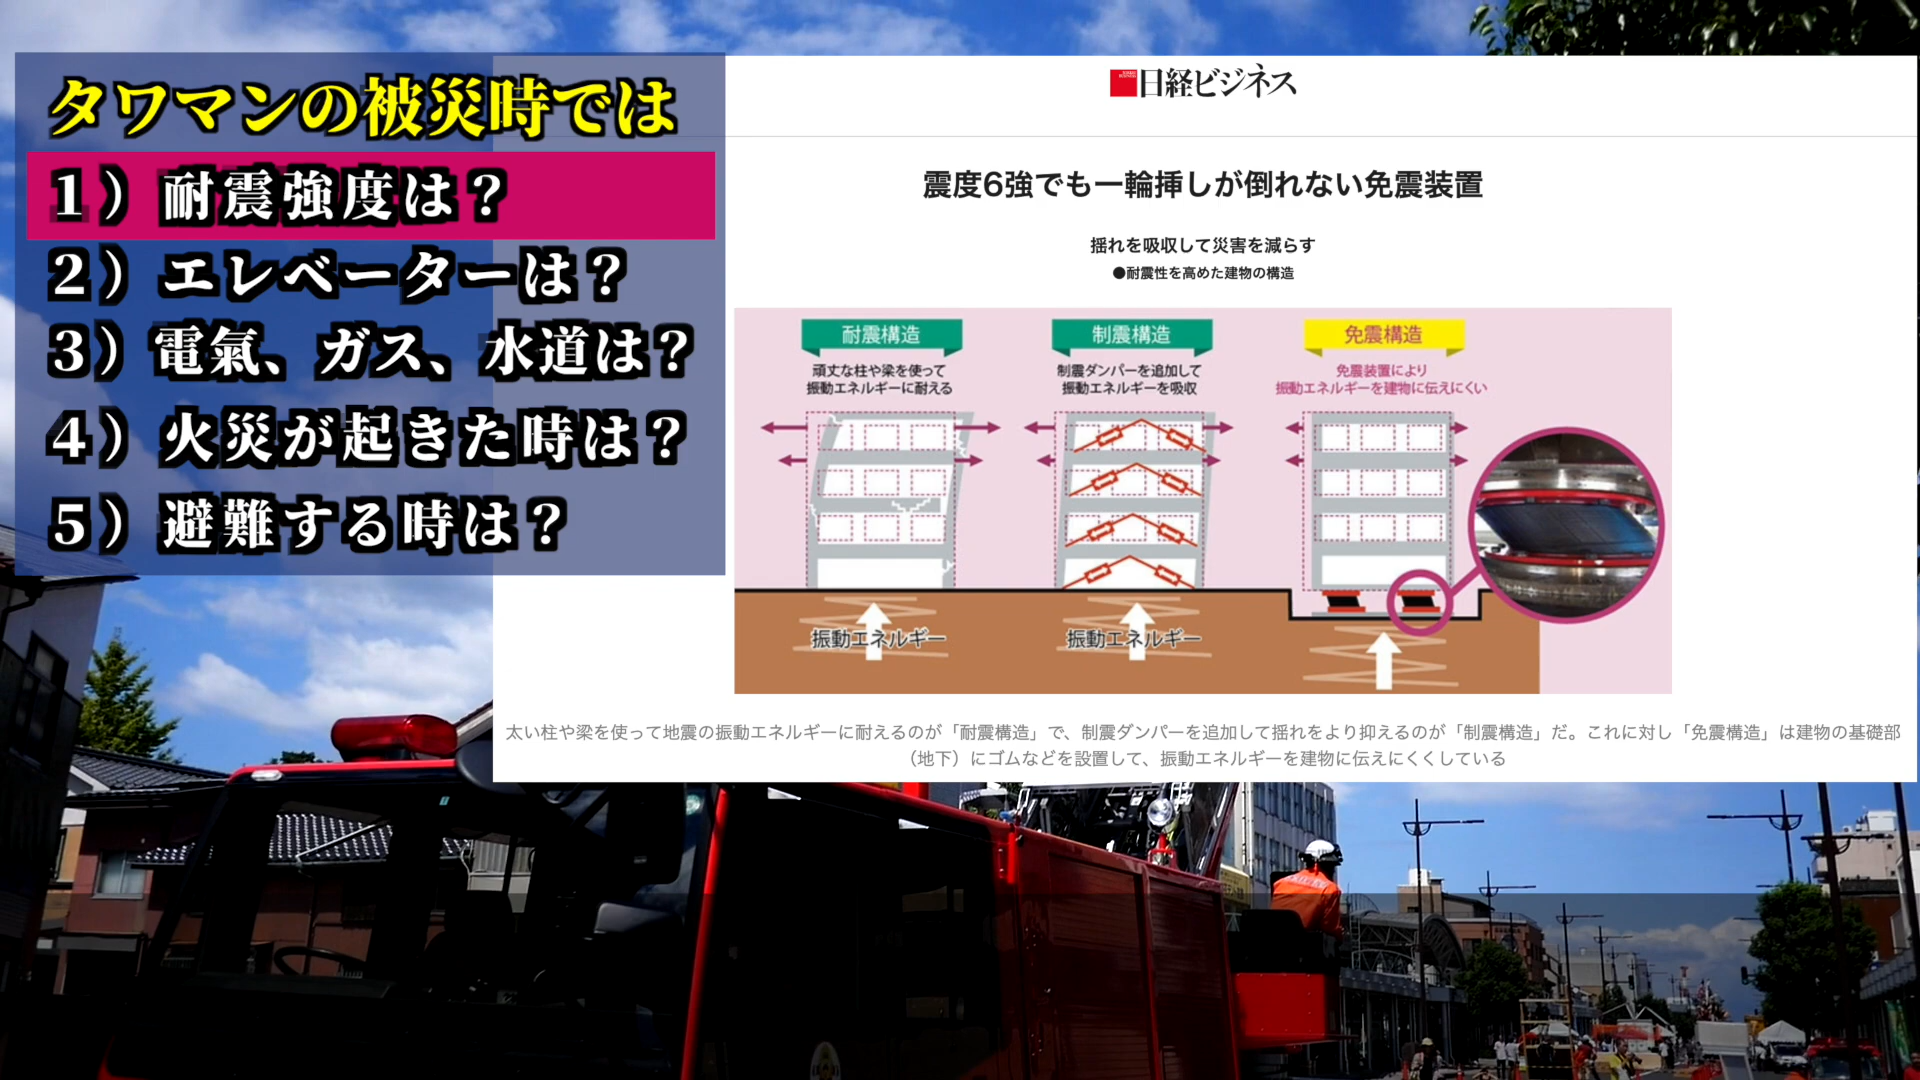 タワマンの被災時では
1）耐震強度は？
2）エレベーターは？
3）電氣、ガス、水道は？
4）火災が起きた時は？
5）避難する時は？
日経ビジネス
震度6強でも一輪挿しが倒れない免震装置
揺れを吸収して災害を減らす
●耐震性を高めた建物の構造
耐震構造
頑丈な柱や梁を使って
振動エネルギーに耐える
制震構造
制震ダンパーを追加して
振動エネルギーを吸収
免震構造
免震装置により
振動エネルギーを建物に伝えにくい
振動エネルギー
振動エネルギー
太い柱や梁を使って地震の振動エネルギーに耐えるのが「耐震構造」で、制震ダンパーを追加して揺れをより抑えるのが「制震構造」だ。これに対し「免震構造」は建物の基礎部
（地下）にゴムなどを設置して、振動エネルギーを建物に伝えにくくしている